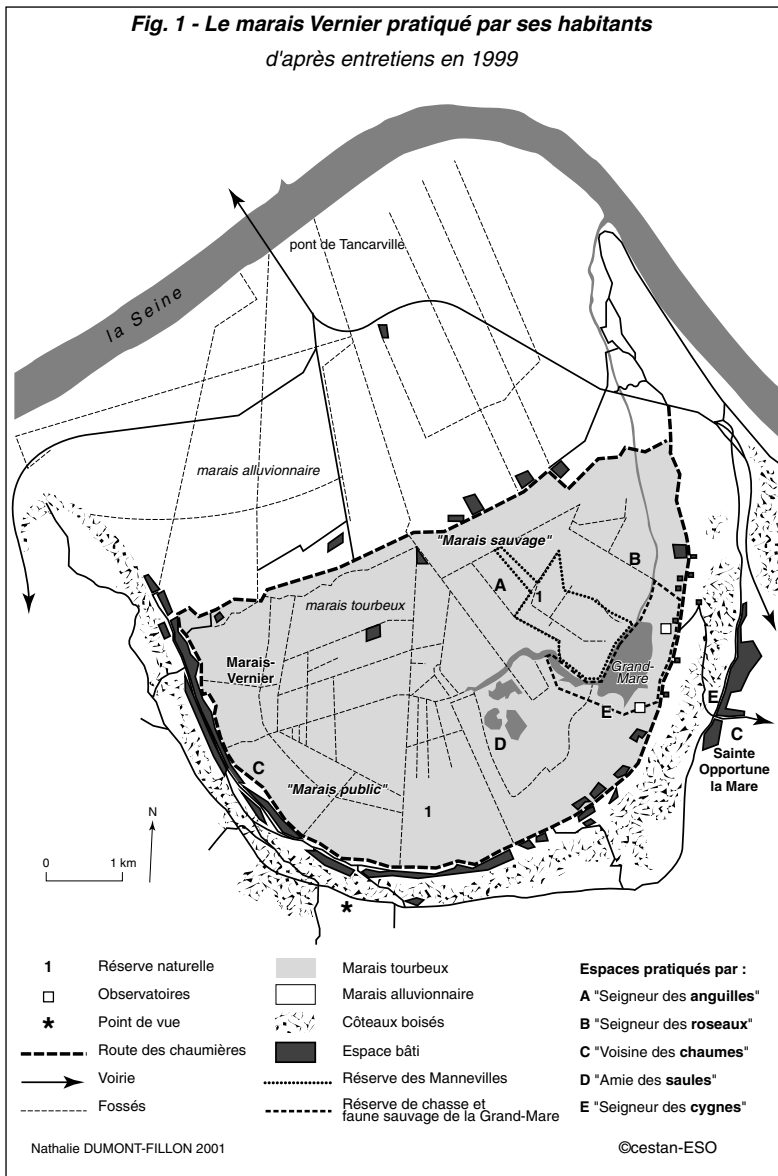 Fig. 1 - Le marais Vernier pratiqué par ses habitants
d'après entretiens en 1999
pont de Tancarville
la Seine
marais alluvionnaire
"Marais sauvage"
B
A
1
marais tourbeux
Marais-
Vernier
Grand-
Mare
E
E
D
C
C
Sainte
Opportune
la Mare
"Marais public"
1
N
0 1 km
*
1 Réserve naturelle
Observatoires
* Point de vue
Route des chaumières
Voirie
Fossés
Marais tourbeux
Marais alluvionnaire
Côteaux boisés
Espace bâti
Réserve des Mannevilles
Réserve de chasse et
faune sauvage de la Grand-Mare
Espaces pratiqués par :
A "Seigneur des anguilles"
B "Seigneur des roseaux"
C "Voisine des chaumes"
D "Amie des saules"
E "Seigneur des cygnes"
Nathalie DUMONT-FILLON 2001
©cestan-ESO